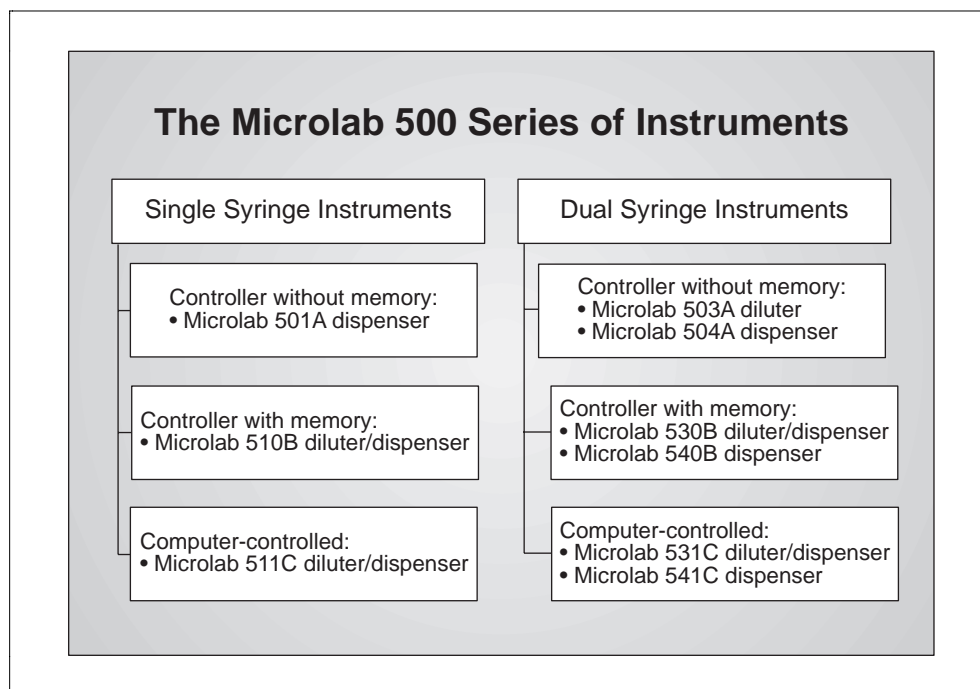 The Microlab 500 Series of Instruments
Single Syringe Instruments
Controller without memory:
• Microlab 501A dispenser
Controller with memory:
• Microlab 510B diluter/dispenser
Computer-controlled:
• Microlab 511C diluter/dispenser
Dual Syringe Instruments
Controller without memory:
• Microlab 503A diluter
• Microlab 504A dispenser
Controller with memory:
• Microlab 530B diluter/dispenser
• Microlab 540B dispenser
Computer-controlled:
• Microlab 531C diluter/dispenser
• Microlab 541C dispenser